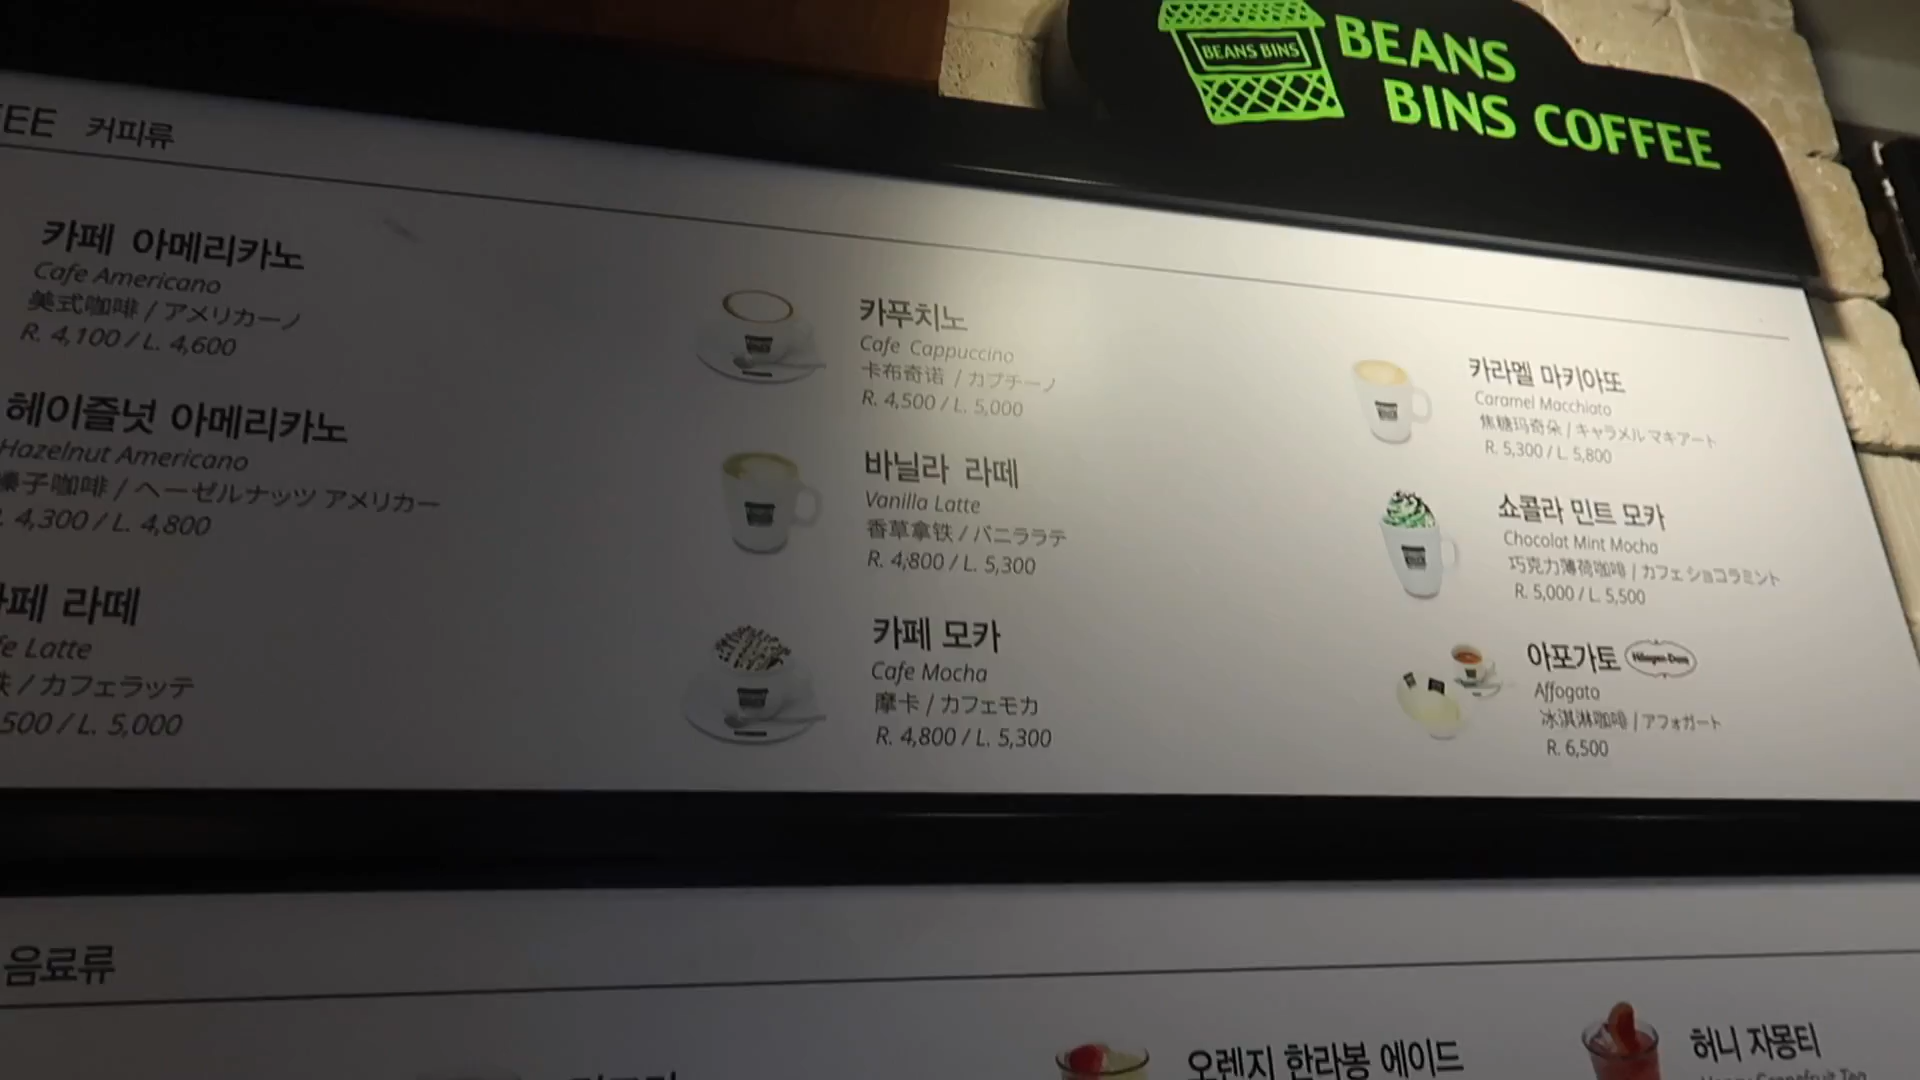 BEANS BINS
BEANS
BINS COFFEE
커피류
카페 아메리카노
Cafe Americano
美式咖啡 / アメリカーノ
R. 4,100 / L. 4,600
헤이즐넛 아메리카노
Hazelnut Americano
榛子咖啡 / ヘーゼルナッツ アメリカー
4,300 / L. 4,800
라떼
Latte
/ カフェラッテ
L. 5,000
카푸치노
Cafe Cappuccino
卡布奇诺 / カプチーノ
R. 4,500 / L. 5,000
바닐라 라떼
Vanilla Latte
香草拿铁 / バニララテ
R. 4,800 / L. 5,300
카페 모카
Cafe Mocha
摩卡 / カフェモカ
R. 4,800 / L. 5,300
카라멜 마키아또
Caramel Macchiato
焦糖玛奇朵 / キャラメルマキアート
R. 5,300 / L. 5,800
쇼콜라 민트 모카
Chocolat Mint Mocha
巧克力薄荷咖啡 / カフェショコラミント
R. 5,000 / L. 5,500
아포가토 Häagen-Dazs
Affogato
冰淇淋咖啡 / アフォガート
R. 6,500
음료류
오렌지 한라봉 에이드
허니 자몽티